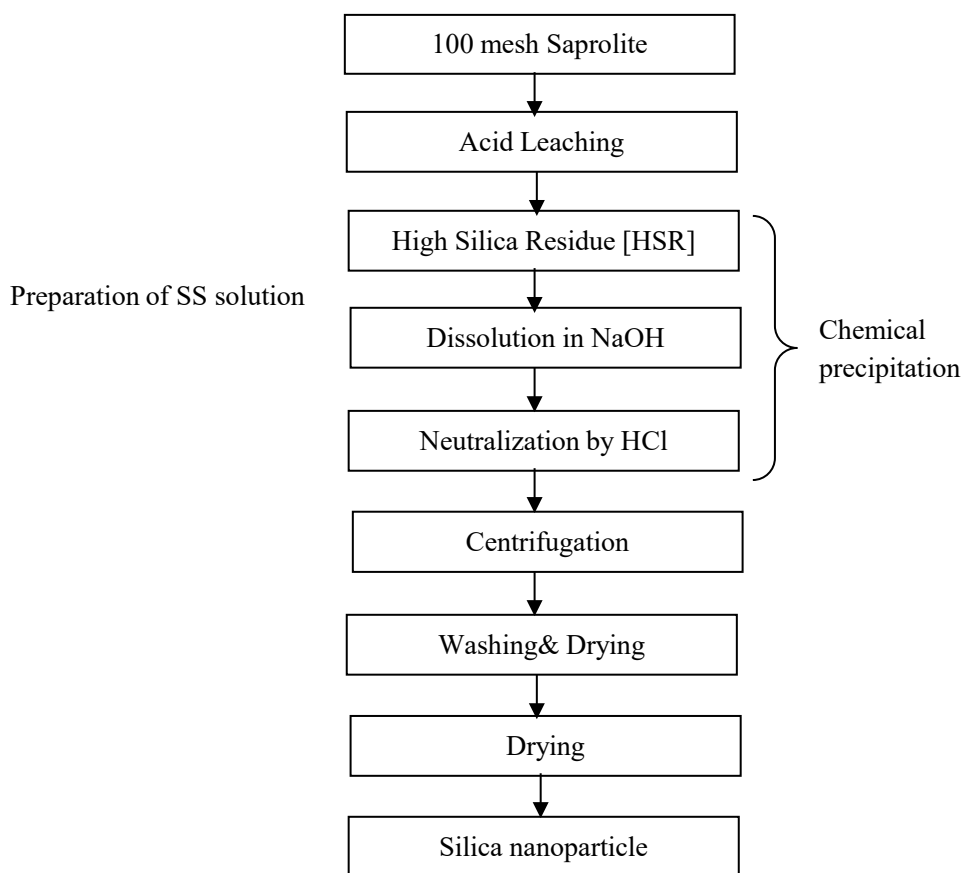 100 mesh Saprolite
Acid Leaching
High Silica Residue [HSR]
Preparation of SS solution
Dissolution in NaOH
Chemical
precipitation
Neutralization by HCl
Centrifugation
Washing& Drying
Drying
Silica nanoparticle